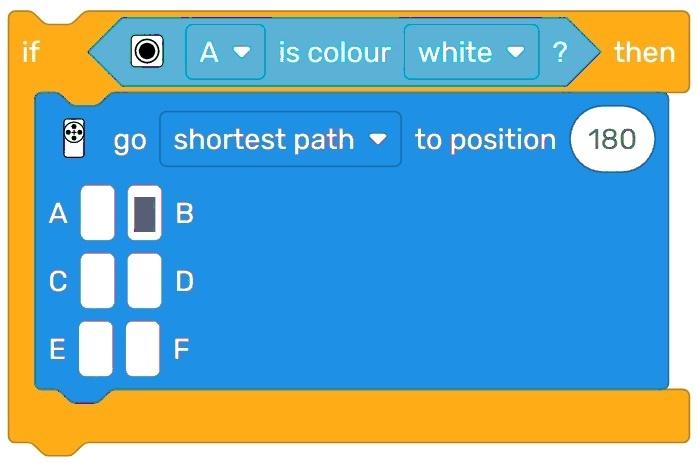 if A is colour white ? then
go shortest path to position 180
A B
C D
E F